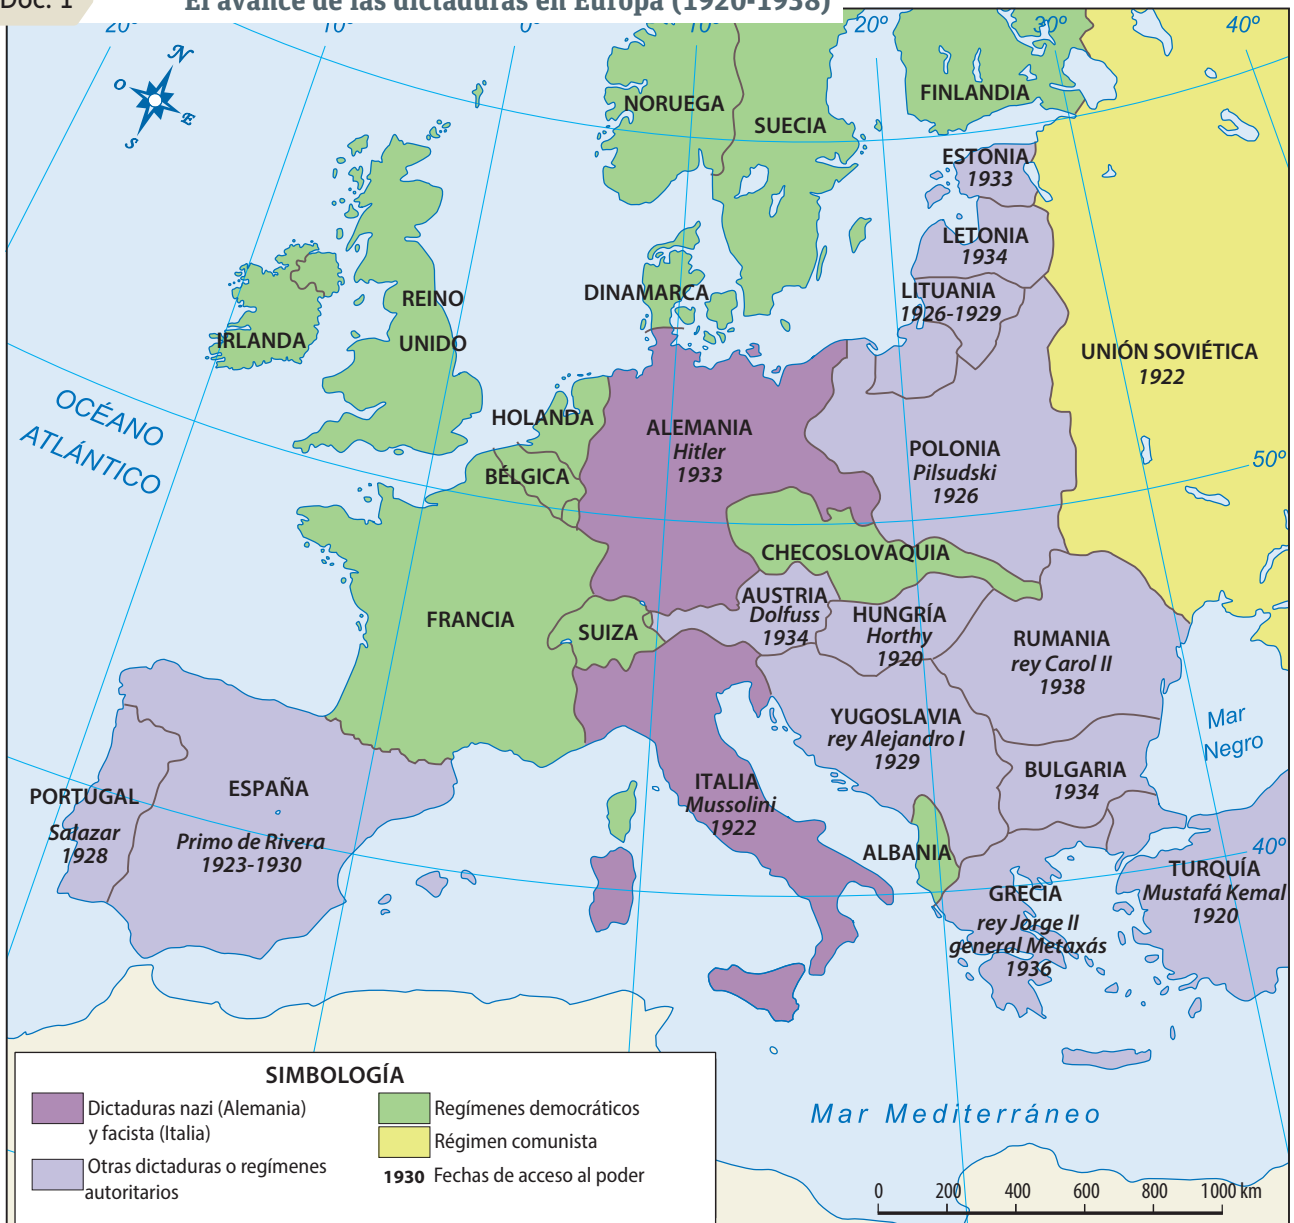 Doc. 1
El avance de las dictaduras en Europa (1920-1938)
20º
10º
0º
10º
20º
30º
40º
N
O
E
S
NORUEGA
SUECIA
FINLANDIA
ESTONIA
1933
LETONIA
1934
LITUANIA
1926-1929
DINAMARCA
REINO
UNIDO
IRLANDA
UNIÓN SOVIÉTICA
1922
OCÉANO
ATLÁNTICO
HOLANDA
BÉLGICA
ALEMANIA
Hitler
1933
POLONIA
Pilsudski
1926
50º
CHECOSLOVAQUIA
FRANCIA
SUIZA
AUSTRIA
Dolfuss
1934
HUNGRÍA
Horthy
1920
RUMANIA
rey Carol II
1938
YUGOSLAVIA
rey Alejandro I
1929
BULGARIA
1934
Mar
Negro
PORTUGAL
Salazar
1928
ESPAÑA
Primo de Rivera
1923-1930
ITALIA
Mussolini
1922
ALBANIA
GRECIA
rey Jorge II
general Metaxás
1936
40º
TURQUÍA
Mustafá Kemal
1920
Mar Mediterráneo
SIMBOLOGÍA
Dictaduras nazi (Alemania)
y facista (Italia)
Otras dictaduras o regímenes
autoritarios
Regímenes democráticos
Régimen comunista
1930 Fechas de acceso al poder
0 200 400 600 800 1000 km